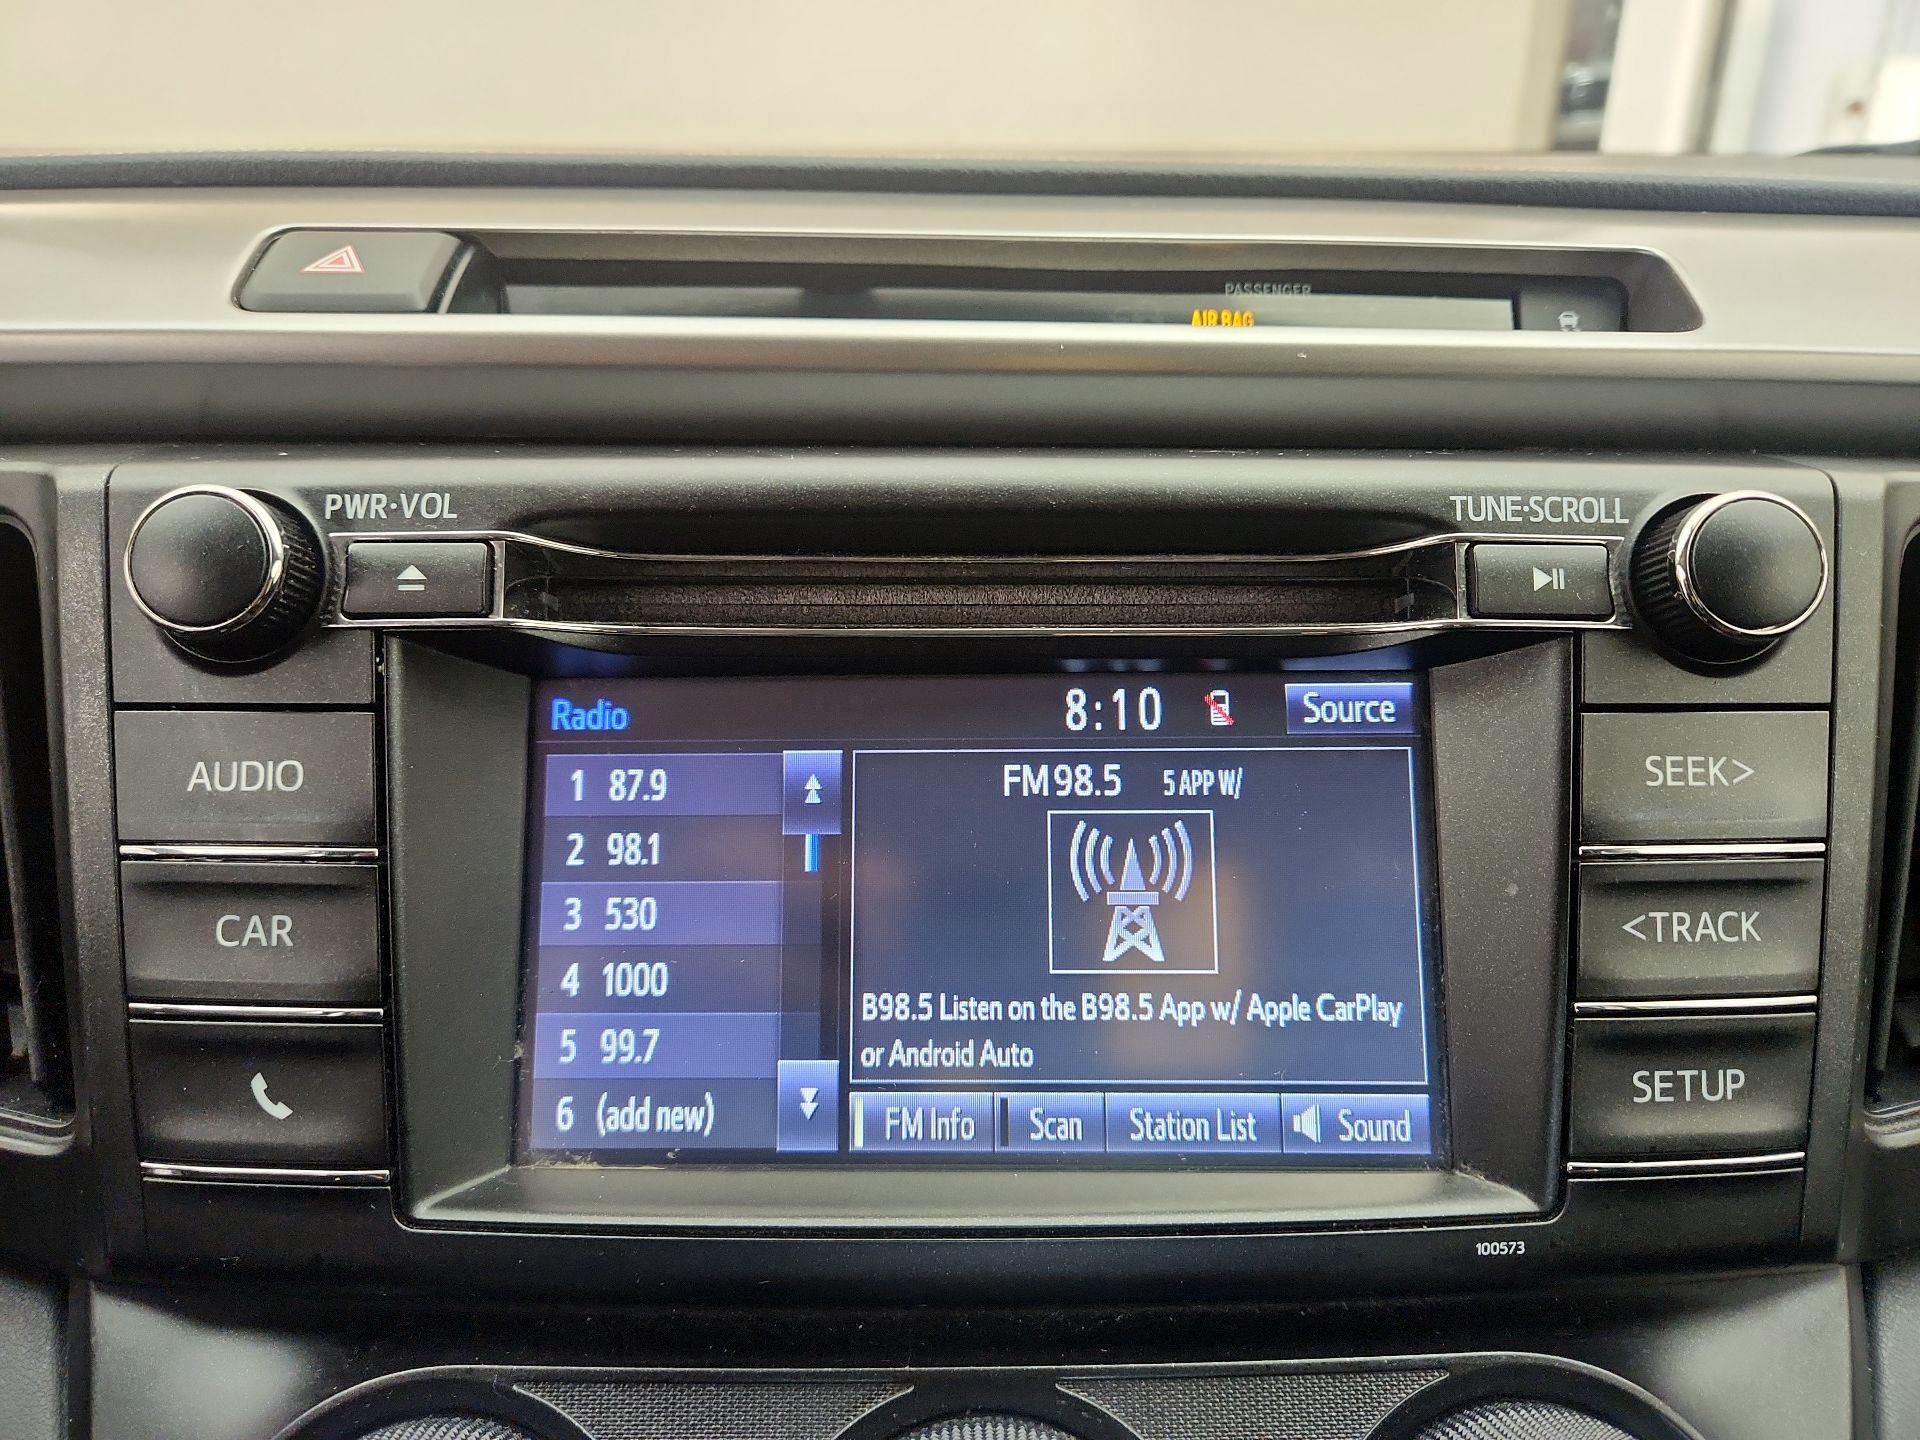 PASSENGER
AIR BAG
PWR·VOL
TUNE·SCROLL
Radio
8:10
Source
AUDIO
CAR
1 87.9
2 98.1
3 530
4 1000
5 99.7
6 (add new)
FM98.5 5 APP W/
B98.5 Listen on the B98.5 App w/ Apple CarPlay
or Android Auto
FM Info
Scan
Station List
Sound
SEEK>
<TRACK
SETUP
100573